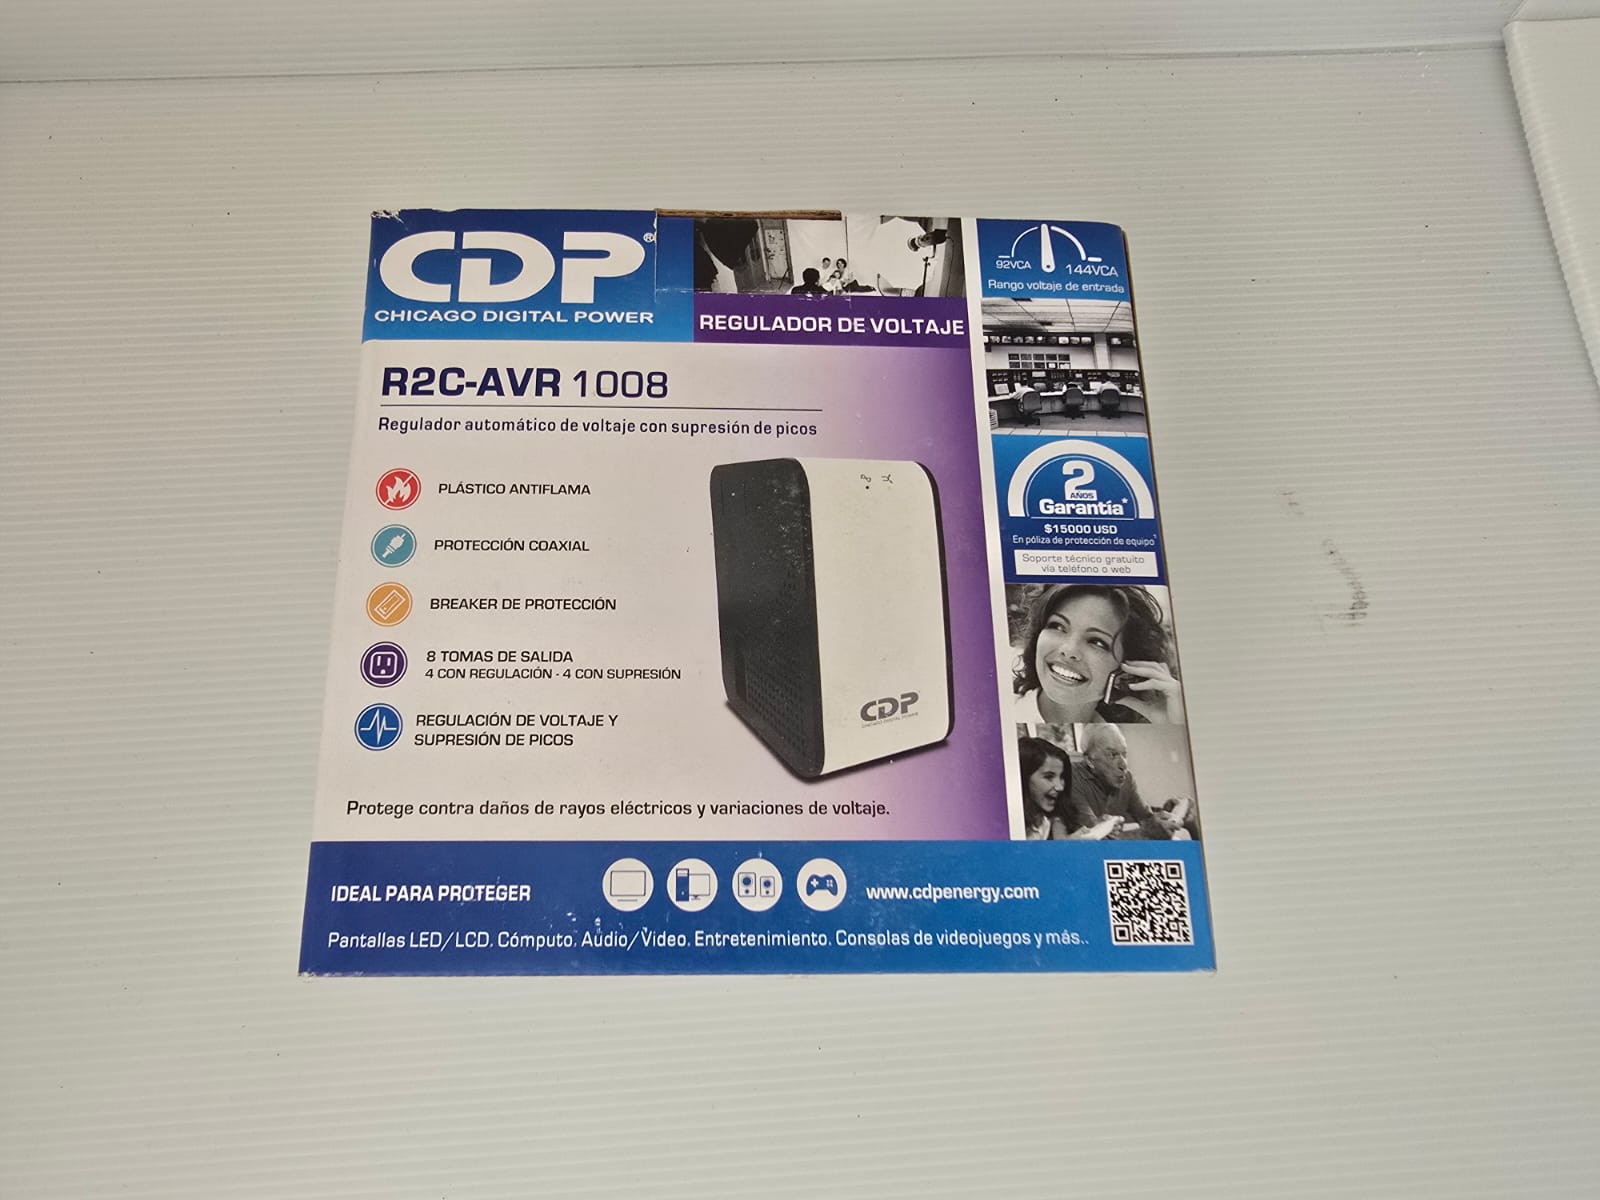 CDP®
CHICAGO DIGITAL POWER
REGULADOR DE VOLTAJE
92VCA
144VCA
Rango voltaje de entrada
R2C-AVR 1008
Regulador automático de voltaje con supresión de picos
PLÁSTICO ANTIFLAMA
PROTECCIÓN COAXIAL
BREAKER DE PROTECCIÓN
8 TOMAS DE SALIDA
4 CON REGULACIÓN - 4 CON SUPRESIÓN
REGULACIÓN DE VOLTAJE Y
SUPRESIÓN DE PICOS
CDP
CHICAGO DIGITAL POWER
2
AÑOS
Garantía*
$15000 USD
En póliza de protección de equipo*
Soporte técnico gratuito
vía teléfono o web
Protege contra daños de rayos eléctricos y variaciones de voltaje.
IDEAL PARA PROTEGER
www.cdpenergy.com
Pantallas LED/LCD, Cómputo, Audio/Video, Entretenimiento, Consolas de videojuegos y más..